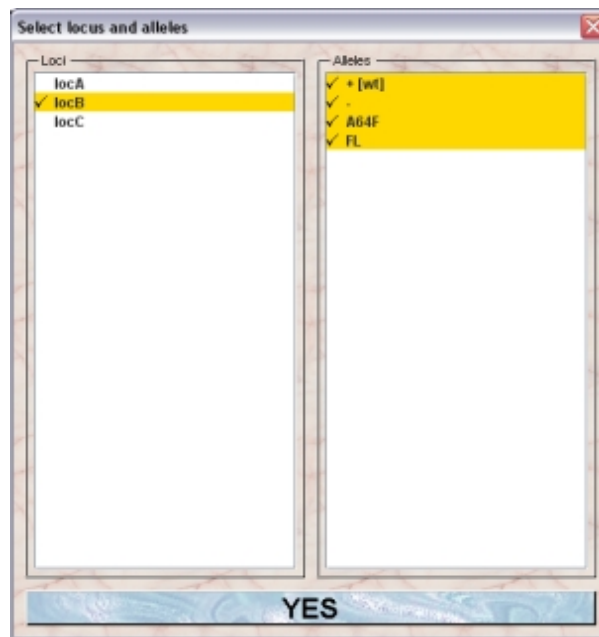 Select locus and alleles
Loci
locA
✓ locB
locC
Alleles
✓ + [wt]
✓ -
✓ A64F
✓ FL
YES